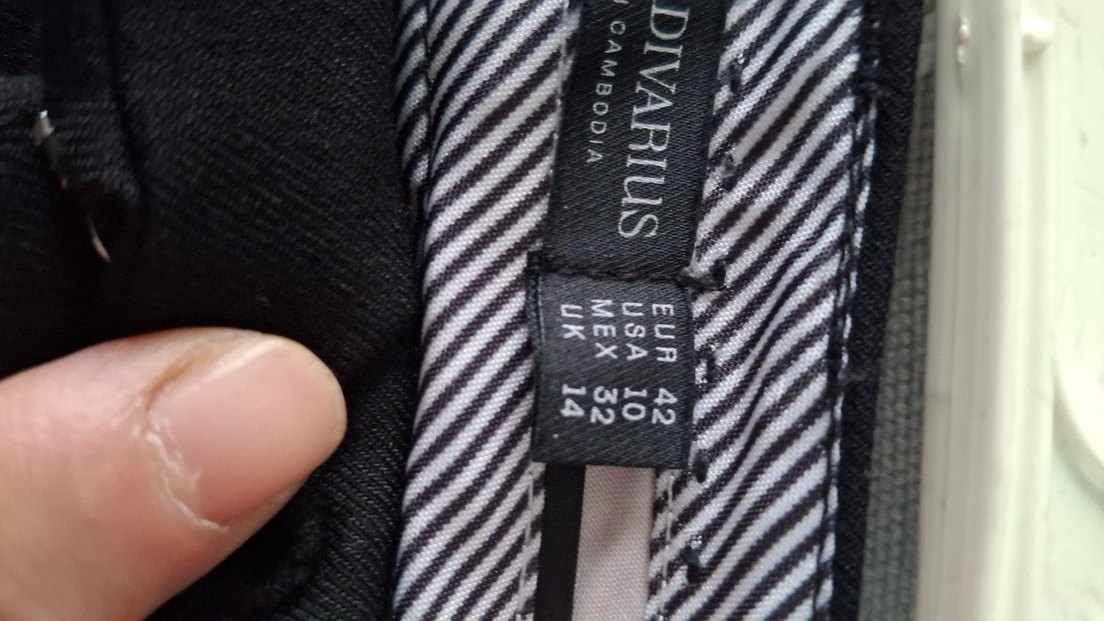 DIVARIUS
CAMBODIA
EUR 42
USA 10
MEX 32
UK 14